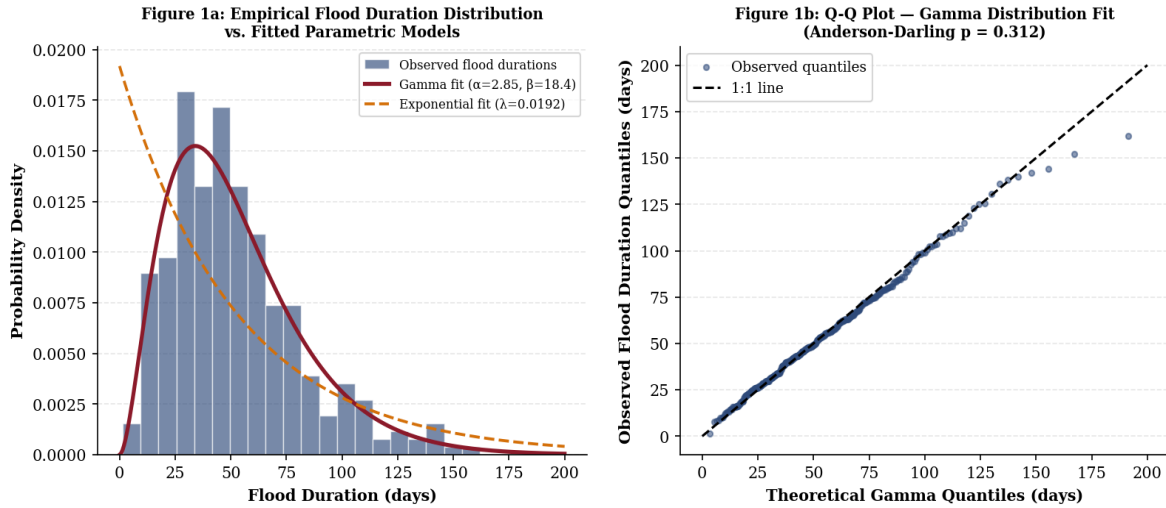 Figure 1a: Empirical Flood Duration Distribution
vs. Fitted Parametric Models
Probability Density
0.0200
0.0175
0.0150
0.0125
0.0100
0.0075
0.0050
0.0025
0.0000
Observed flood durations
Gamma fit (α=2.85, β=18.4)
Exponential fit (λ=0.0192)
0
25
50
75
100
125
150
175
200
Flood Duration (days)
Figure 1b: Q-Q Plot — Gamma Distribution Fit
(Anderson-Darling p = 0.312)
Observed Flood Duration Quantiles (days)
200
175
150
125
100
75
50
25
0
Observed quantiles
1:1 line
0
25
50
75
100
125
150
175
200
Theoretical Gamma Quantiles (days)